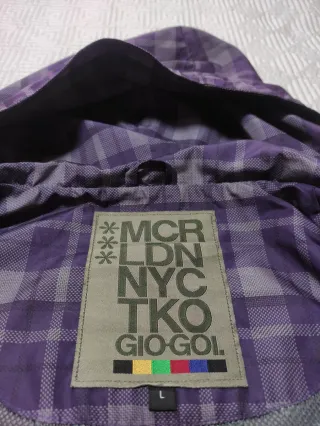 *MCR
*LDN
*NYC
TKO
GIO-GOI.
L